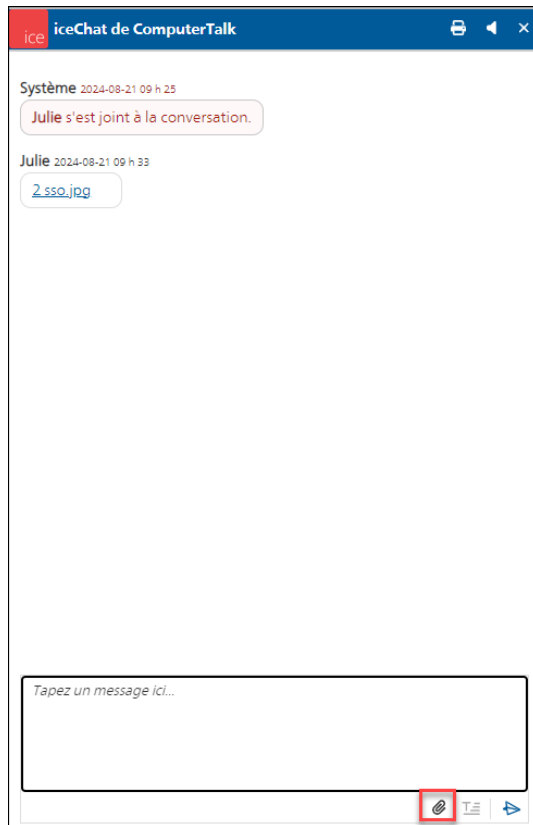 ice iceChat de ComputerTalk
Système 2024-08-21 09 h 25
Julie s'est joint à la conversation.
Julie 2024-08-21 09 h 33
2 sso.jpg
Tapez un message ici...